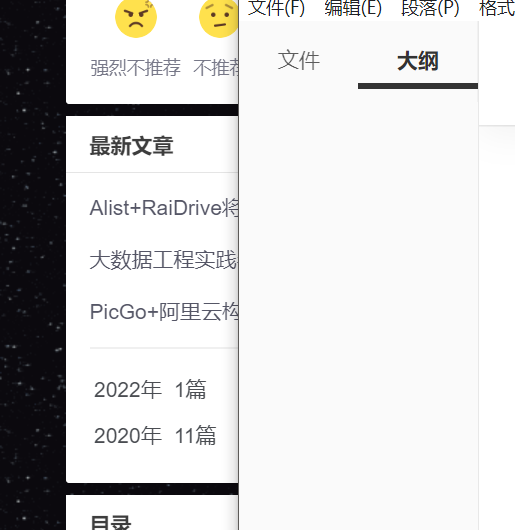 文件(F) 编辑(E) 段落(P) 格式
文件 大纲
强烈不推荐 不推荐
最新文章
Alist+RaiDrive将
大数据工程实践
PicGo+阿里云构
2022年 1篇
2020年 11篇
目录